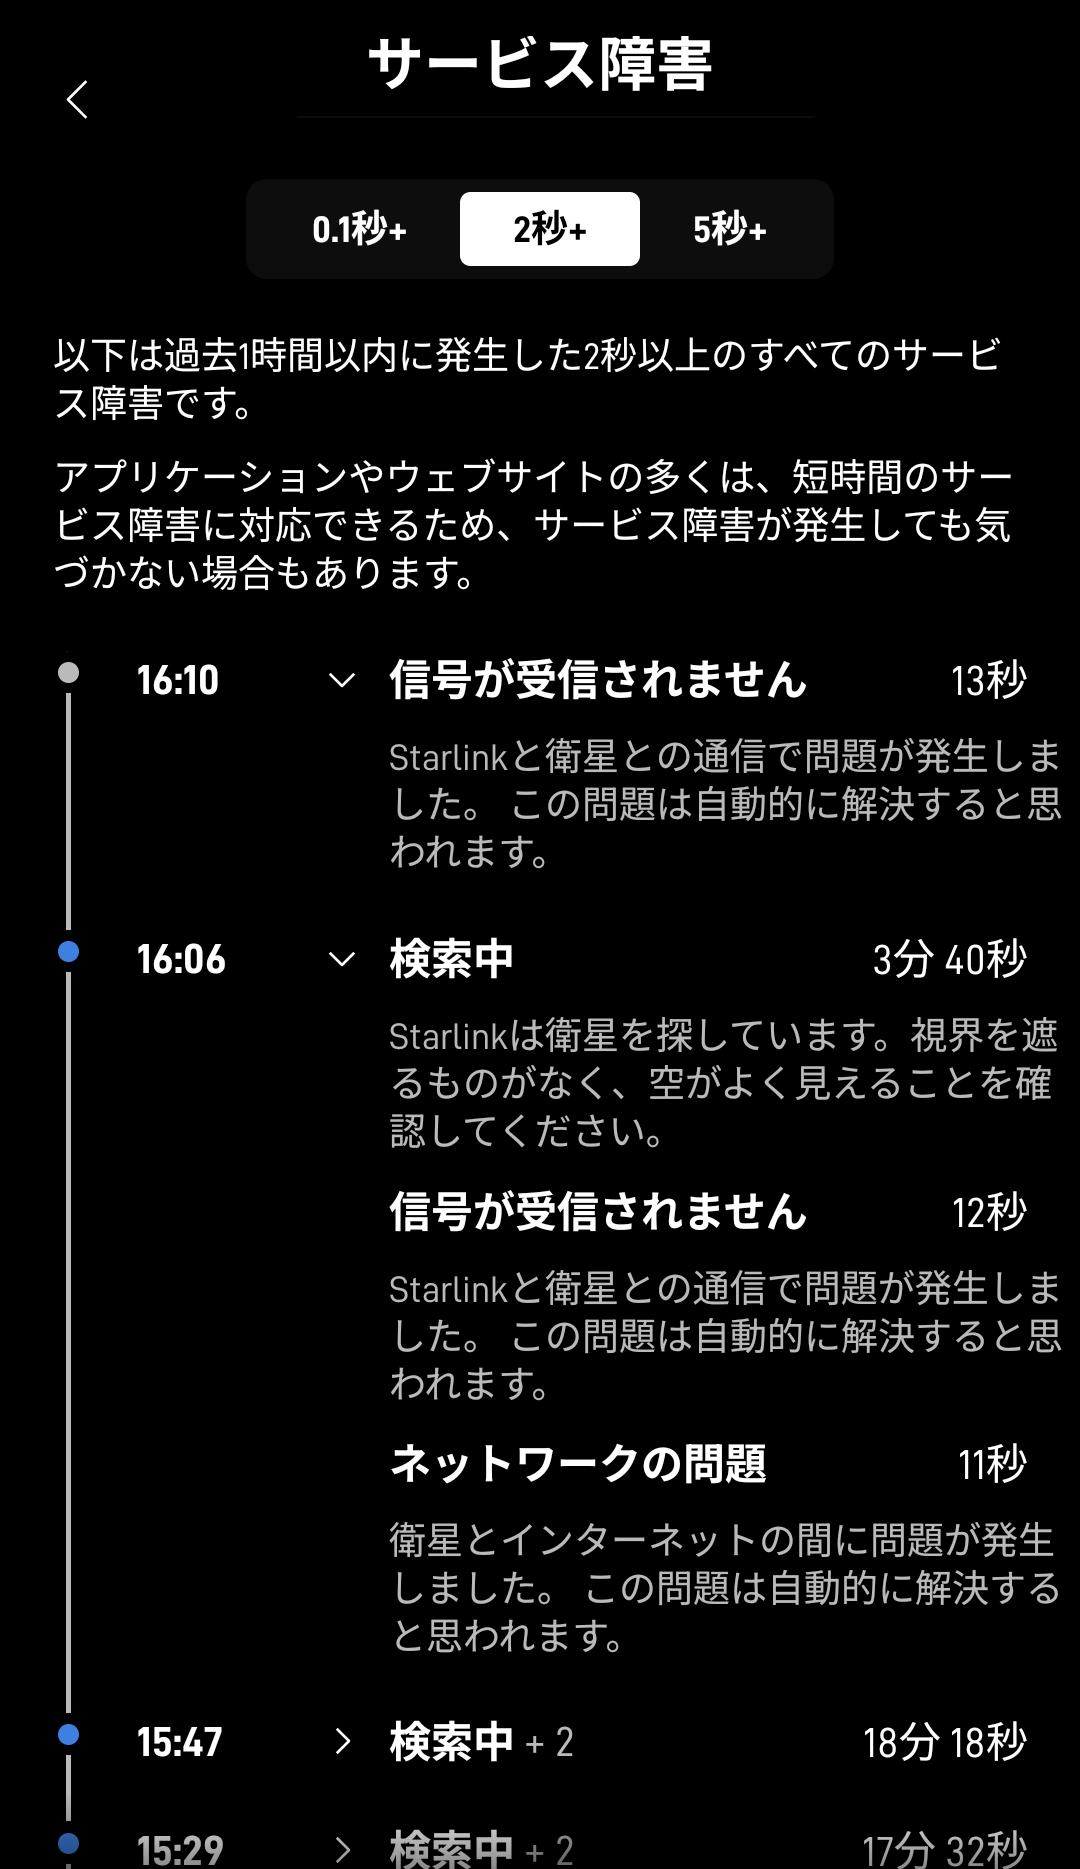 サービス障害
0.1秒+ 2秒+ 5秒+
以下は過去1時間以内に発生した2秒以上のすべてのサービ
ス障害です。
アプリケーションやウェブサイトの多くは、短時間のサー
ビス障害に対応できるため、サービス障害が発生しても気
づかない場合もあります。
16:10 信号が受信されません 13秒
Starlinkと衛星との通信で問題が発生しま
した。 この問題は自動的に解決すると思
われます。
16:06 検索中 3分 40秒
Starlinkは衛星を探しています。視界を遮
るものがなく、空がよく見えることを確
認してください。
信号が受信されません 12秒
Starlinkと衛星との通信で問題が発生しま
した。 この問題は自動的に解決すると思
われます。
ネットワークの問題 11秒
衛星とインターネットの間に問題が発生
しました。 この問題は自動的に解決する
と思われます。
15:47 検索中 + 2 18分 18秒
15:29 検索中 + 2 17分 32秒